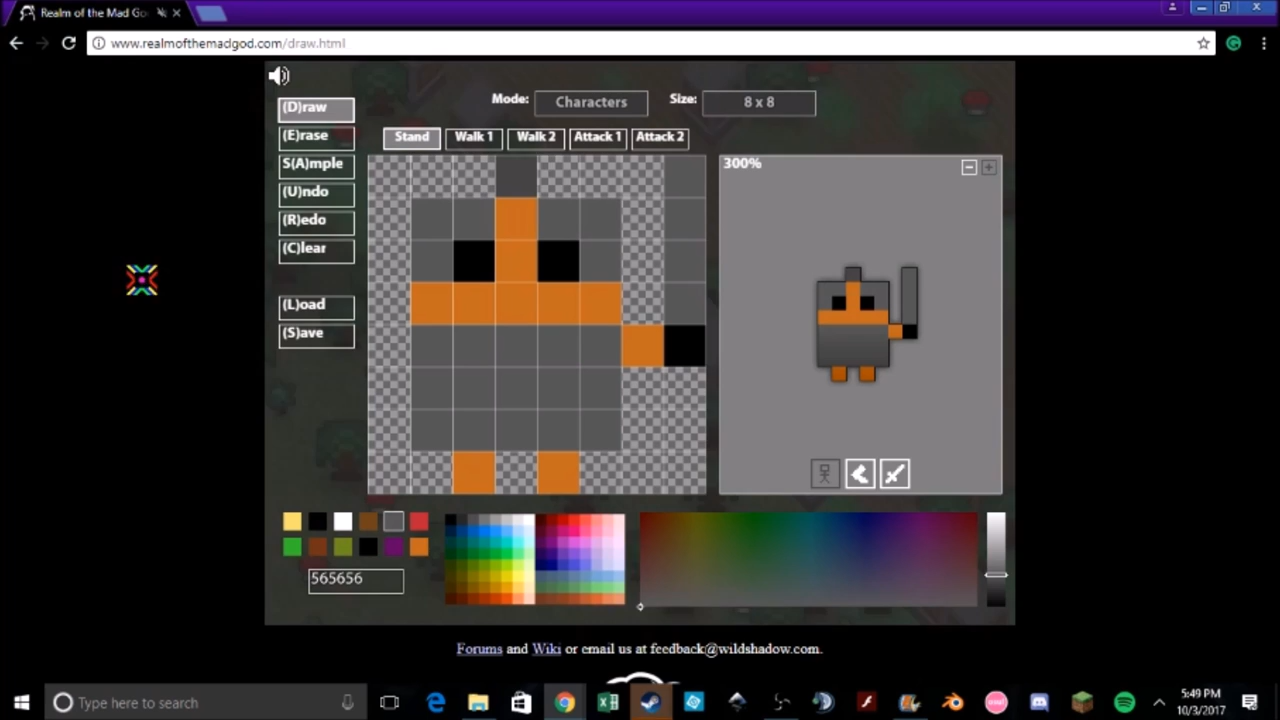 Realm of the Mad Go
www.realmofthemadgod.com/draw.html
Mode: Characters Size: 8 x 8
(D)raw
(E)rase
S(A)mple
(U)ndo
(R)edo
(C)lear
(L)oad
(S)ave
Stand Walk 1 Walk 2 Attack 1 Attack 2
300%
565656
Forums and Wiki or email us at feedback@wildshadow.com.
Type here to search
5:49 PM
10/3/2017